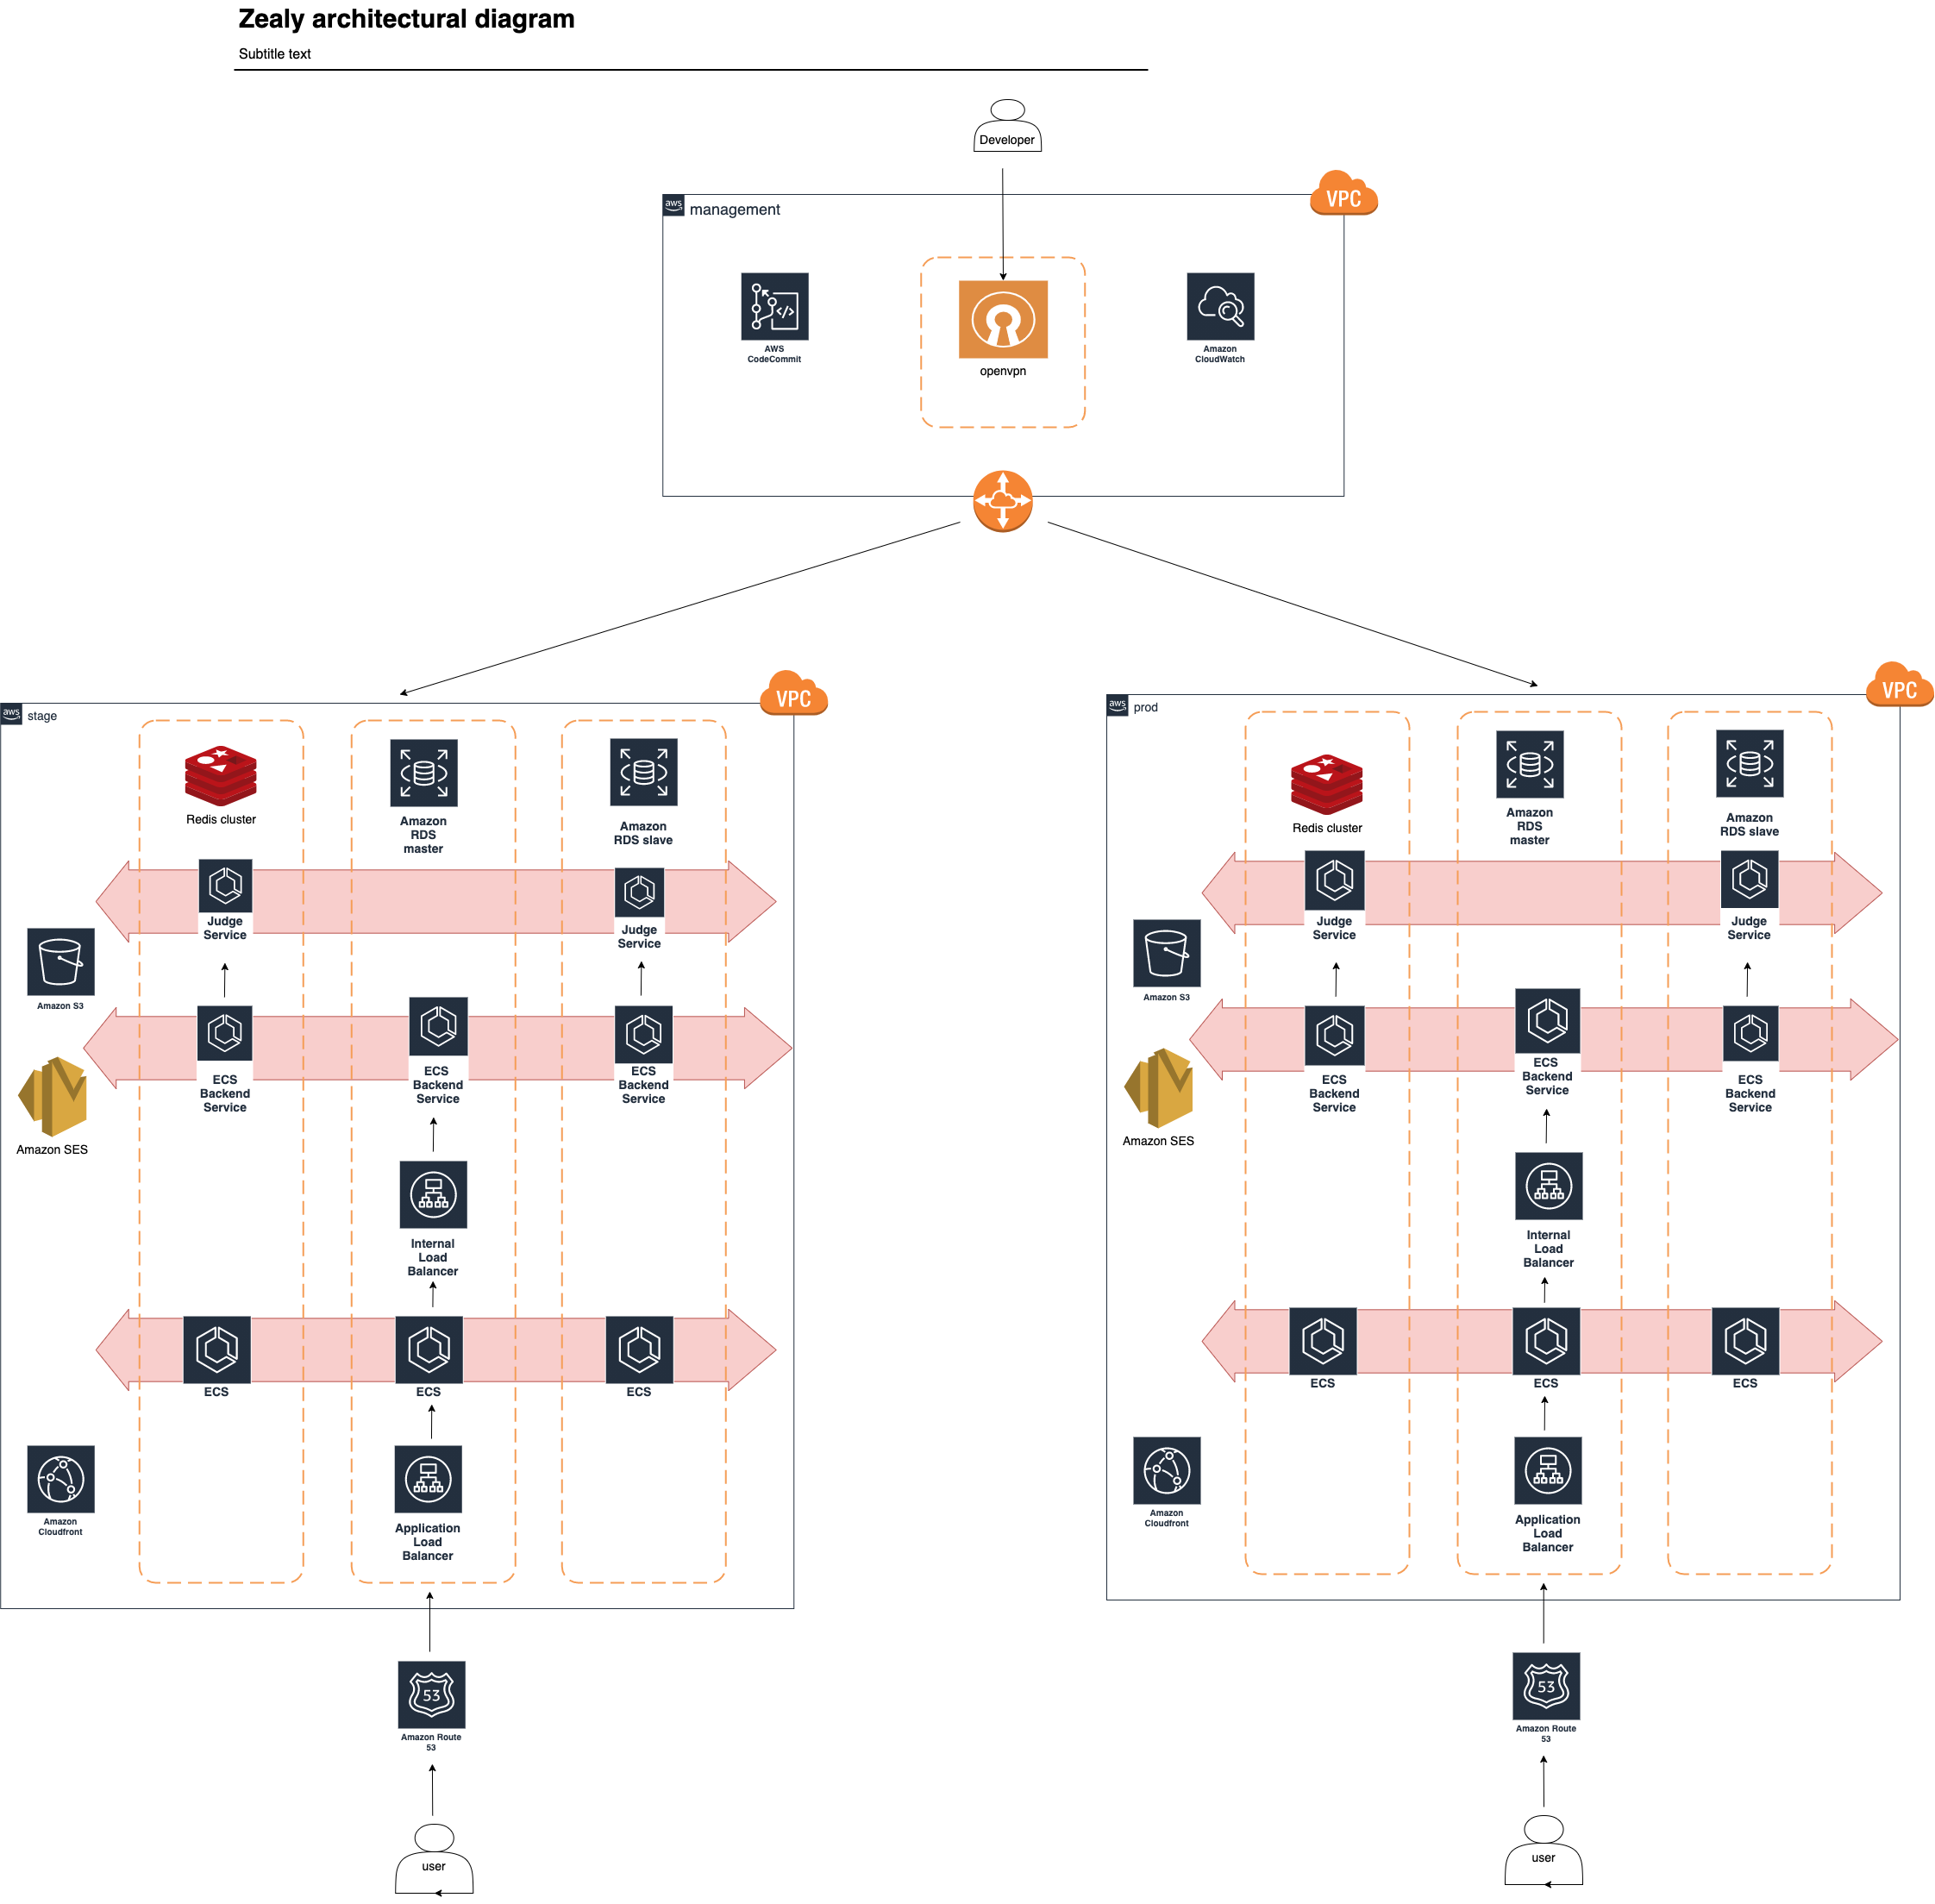 Zealy architectural diagram
Subtitle text
Developer
VPC
aws
management
</>
AWS
CodeCommit
openvpn
Amazon
CloudWatch
VPC
aws
stage
Redis cluster
Amazon
RDS
master
Amazon
RDS slave
Judge
Service
Judge
Service
Amazon S3
ECS
Backend
Service
ECS
Backend
Service
ECS
Backend
Service
Amazon SES
Internal
Load
Balancer
ECS
ECS
ECS
Amazon
Cloudfront
Application
Load
Balancer
53
Amazon Route
53
user
VPC
aws
prod
Redis cluster
Amazon
RDS
master
Amazon
RDS slave
Judge
Service
Judge
Service
Amazon S3
ECS
Backend
Service
ECS
Backend
Service
ECS
Backend
Service
Amazon SES
Internal
Load
Balancer
ECS
ECS
ECS
Amazon
Cloudfront
Application
Load
Balancer
53
Amazon Route
53
user